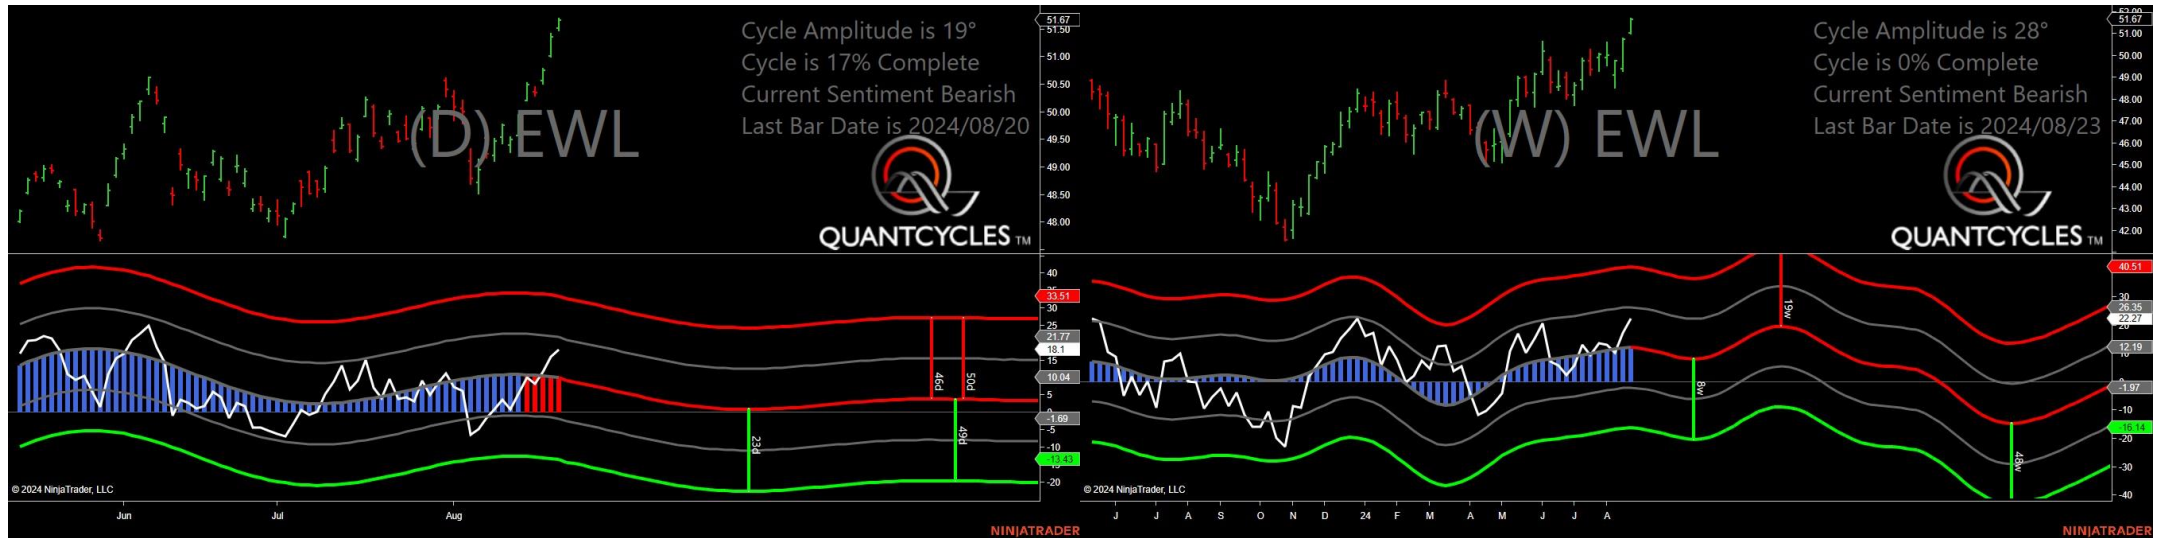 Cycle Amplitude is 19°
Cycle is 17% Complete
Current Sentiment Bearish
Last Bar Date is 2024/08/20
(D) EWL
QUANTCYCLES TM
51.67
51.50
51.00
50.50
50.00
49.50
49.00
48.50
48.00
40
33.51
30
25
21.77
18.1
15
10.04
5
0
-1.69
-5
-10
-13.43
-20
46d
50d
23d
49d
© 2024 NinjaTrader, LLC
Jun
Jul
Aug
NINJATRADER
Cycle Amplitude is 28°
Cycle is 0% Complete
Current Sentiment Bearish
Last Bar Date is 2024/08/23
(W) EWL
QUANTCYCLES TM
52.00
51.67
51.00
50.00
49.00
48.00
47.00
46.00
45.00
44.00
43.00
42.00
40.51
30
26.35
22.27
20
12.19
-1.97
-10
-16.14
-20
-30
-40
19w
8w
48w
© 2024 NinjaTrader, LLC
J
J
A
S
O
N
D
24
F
M
A
M
J
J
A
NINJATRADER